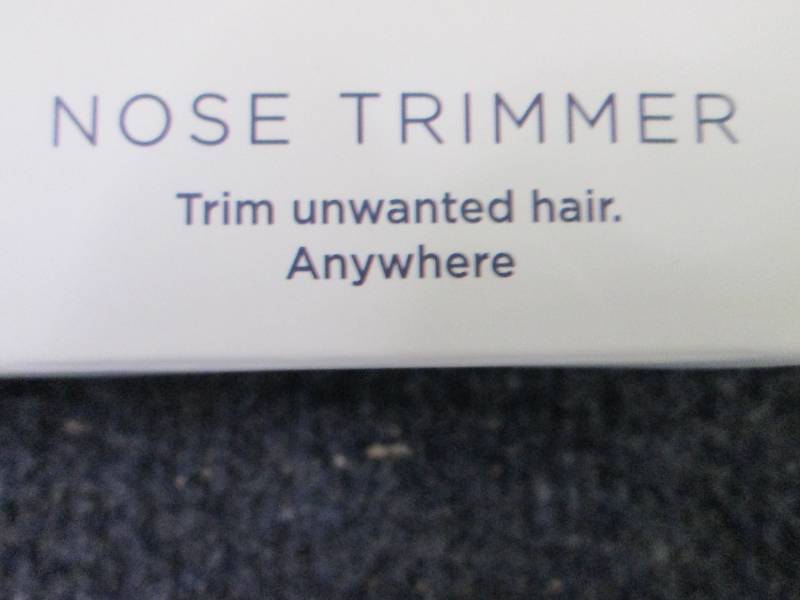 NOSE TRIMMER
Trim unwanted hair.
Anywhere